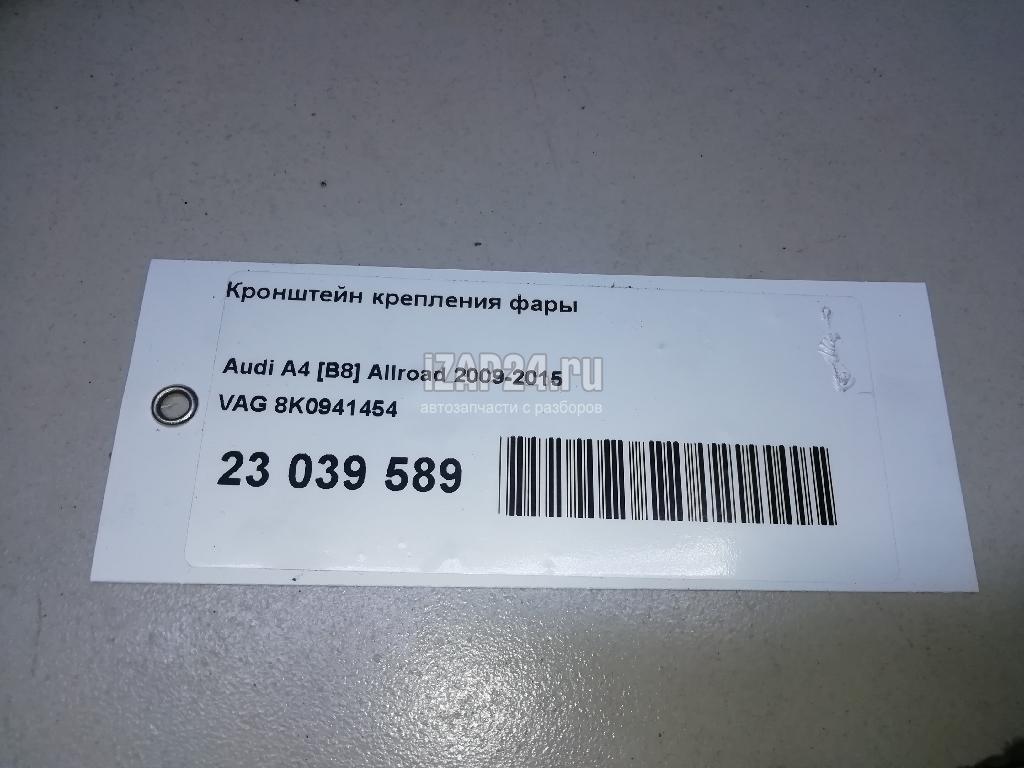 Кронштейн крепления фары
Audi A4 [B8] Allroad 2009-2015
iZAP24.ru
VAG 8K0941454
автозапчасти с разборов
23 039 589